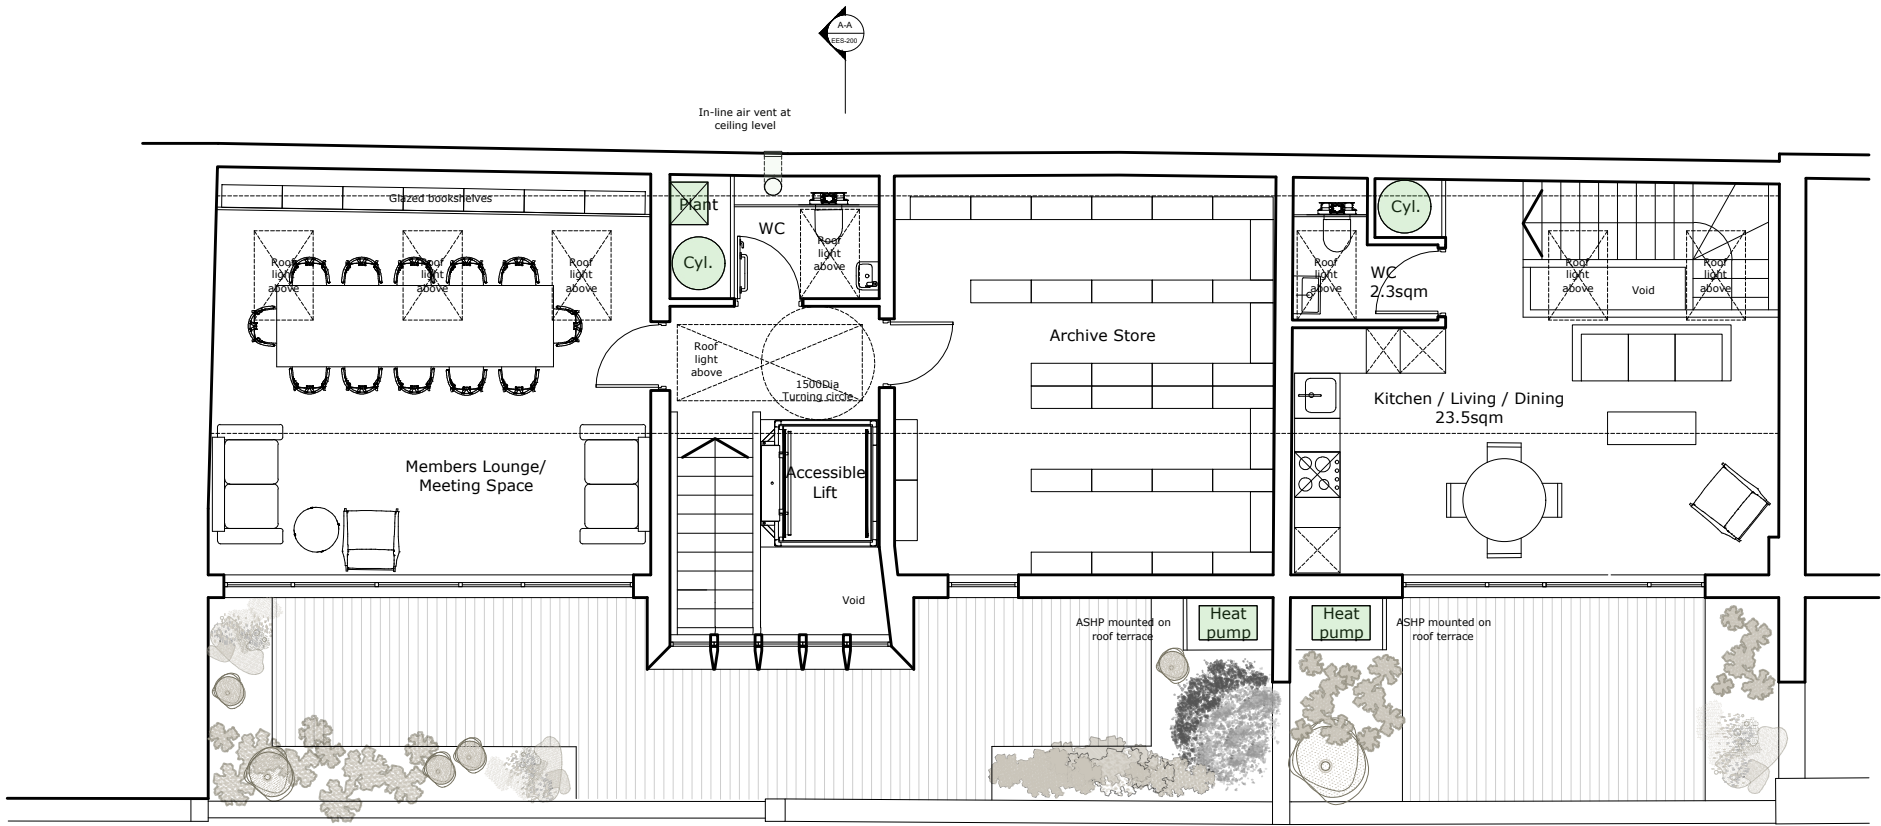 A-A
EES-200
In-line air vent at
ceiling level
Glazed bookshelves
Plant
WC
Cyl.
Cyl.
Roof
light
above
Roof
light
above
Roof
light
above
Roof
light
above
Roof
light
above
WC
2.3sqm
Roof
light
above
Roof
light
above
Void
Archive Store
Roof
light
above
1500Dia
Turning circle
Kitchen / Living / Dining
23.5sqm
Members Lounge/
Meeting Space
Accessible
Lift
Void
ASHP mounted on
roof terrace
Heat
pump
Heat
pump
ASHP mounted on
roof terrace